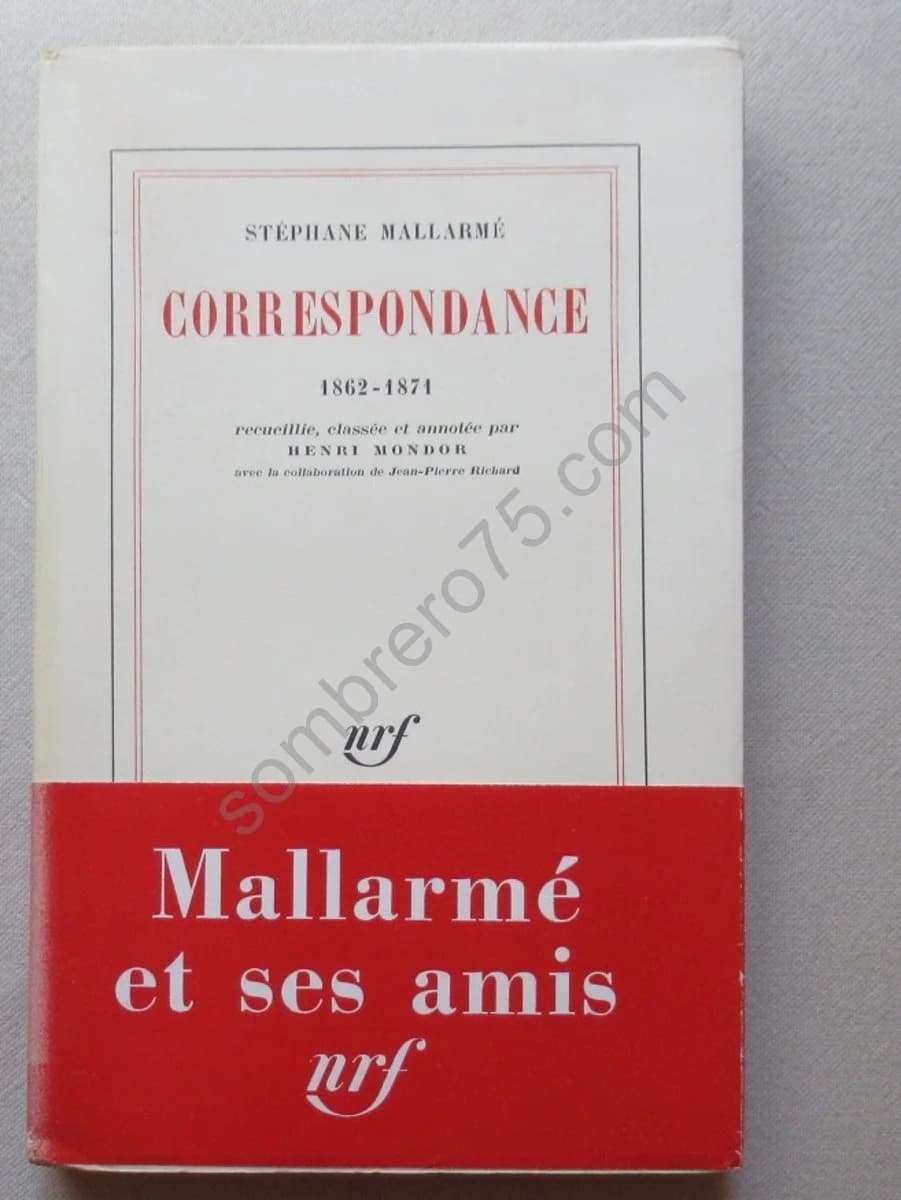 STÉPHANE MALLARMÉ
CORRESPONDANCE
1862-1871
recueillie, classée et annotée par
HENRI MONDOR
avec la collaboration de Jean-Pierre Richard
sombrero75.com
nrf
Mallarmé
et ses amis
nrf